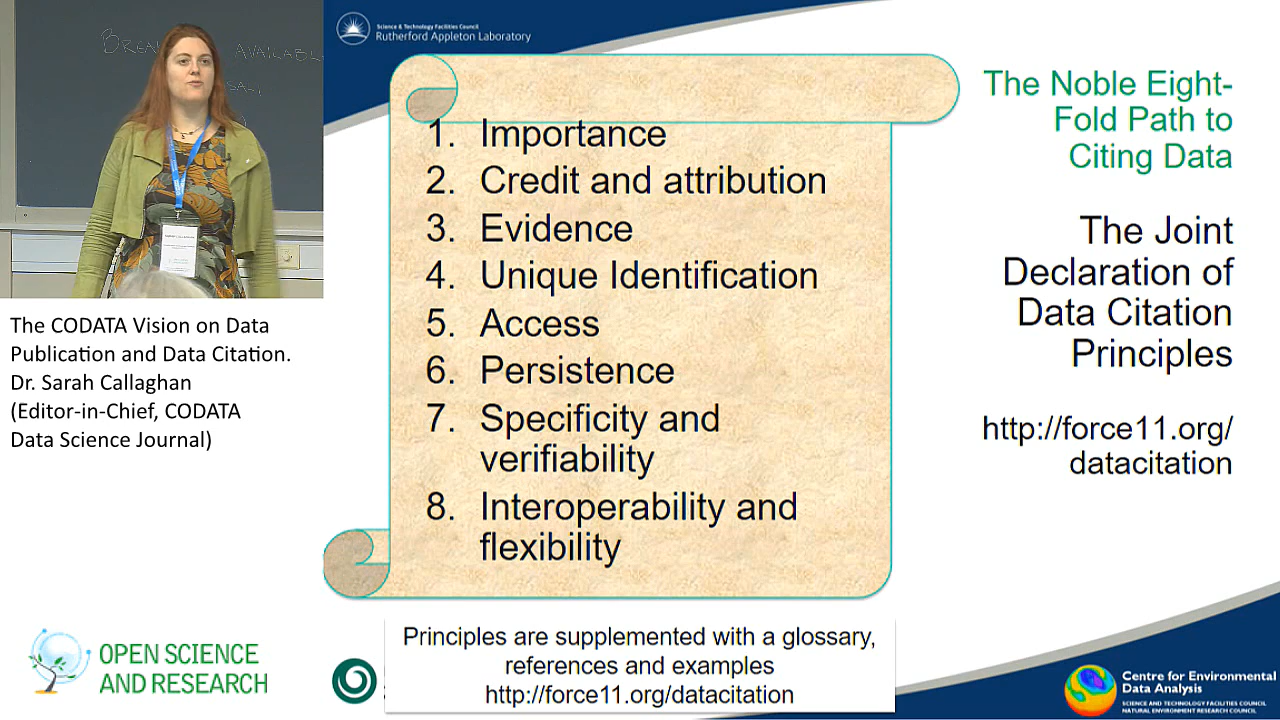 BREA
AVAILABL
The CODATA Vision on Data
Publication and Data Citation.
Dr. Sarah Callaghan
(Editor-in-Chief, CODATA
Data Science Journal)
OPEN SCIENCE
AND RESEARCH
Science & Technology Facilities Council
Rutherford Appleton Laboratory
1. Importance
2. Credit and attribution
3. Evidence
4. Unique Identification
5. Access
6. Persistence
7. Specificity and
verifiability
8. Interoperability and
flexibility
Principles are supplemented with a glossary,
references and examples
http://force11.org/datacitation
The Noble Eight-
Fold Path to
Citing Data
The Joint
Declaration of
Data Citation
Principles
http://force11.org/
datacitation
Centre for Environmental
Data Analysis
SCIENCE AND TECHNOLOGY FACILITIES COUNCIL
NATURAL ENVIRONMENT RESEARCH COUNCIL